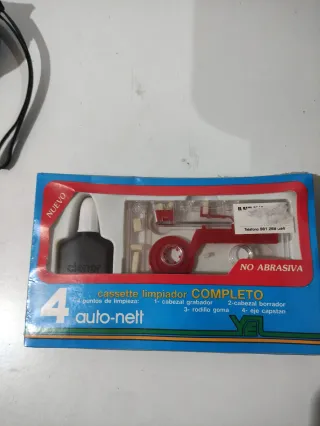 NUEVO
NO ABRASIVA
cassette limpiador COMPLETO
4 puntos de limpieza: 1- cabezal grabador 2- cabezal borrador
3- rodillo goma 4- eje capstan
4 auto-nett
YEL